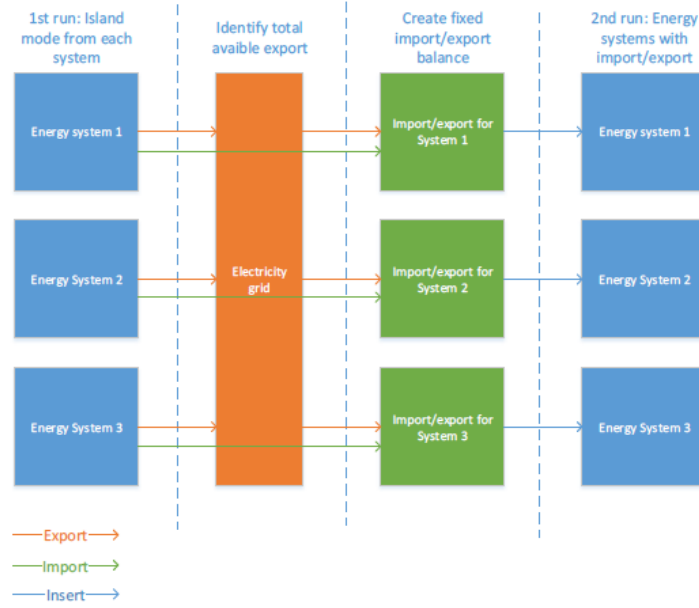 1st run: Island
mode from each
system
Identify total
avaible export
Create fixed
import/export
balance
2nd run: Energy
systems with
import/export
Energy system 1
Import/export for
System 1
Energy system 1
Energy System 2
Electricity
grid
Import/export for
System 2
Energy System 2
Energy System 3
Import/export for
System 3
Energy System 3
Export
Import
Insert